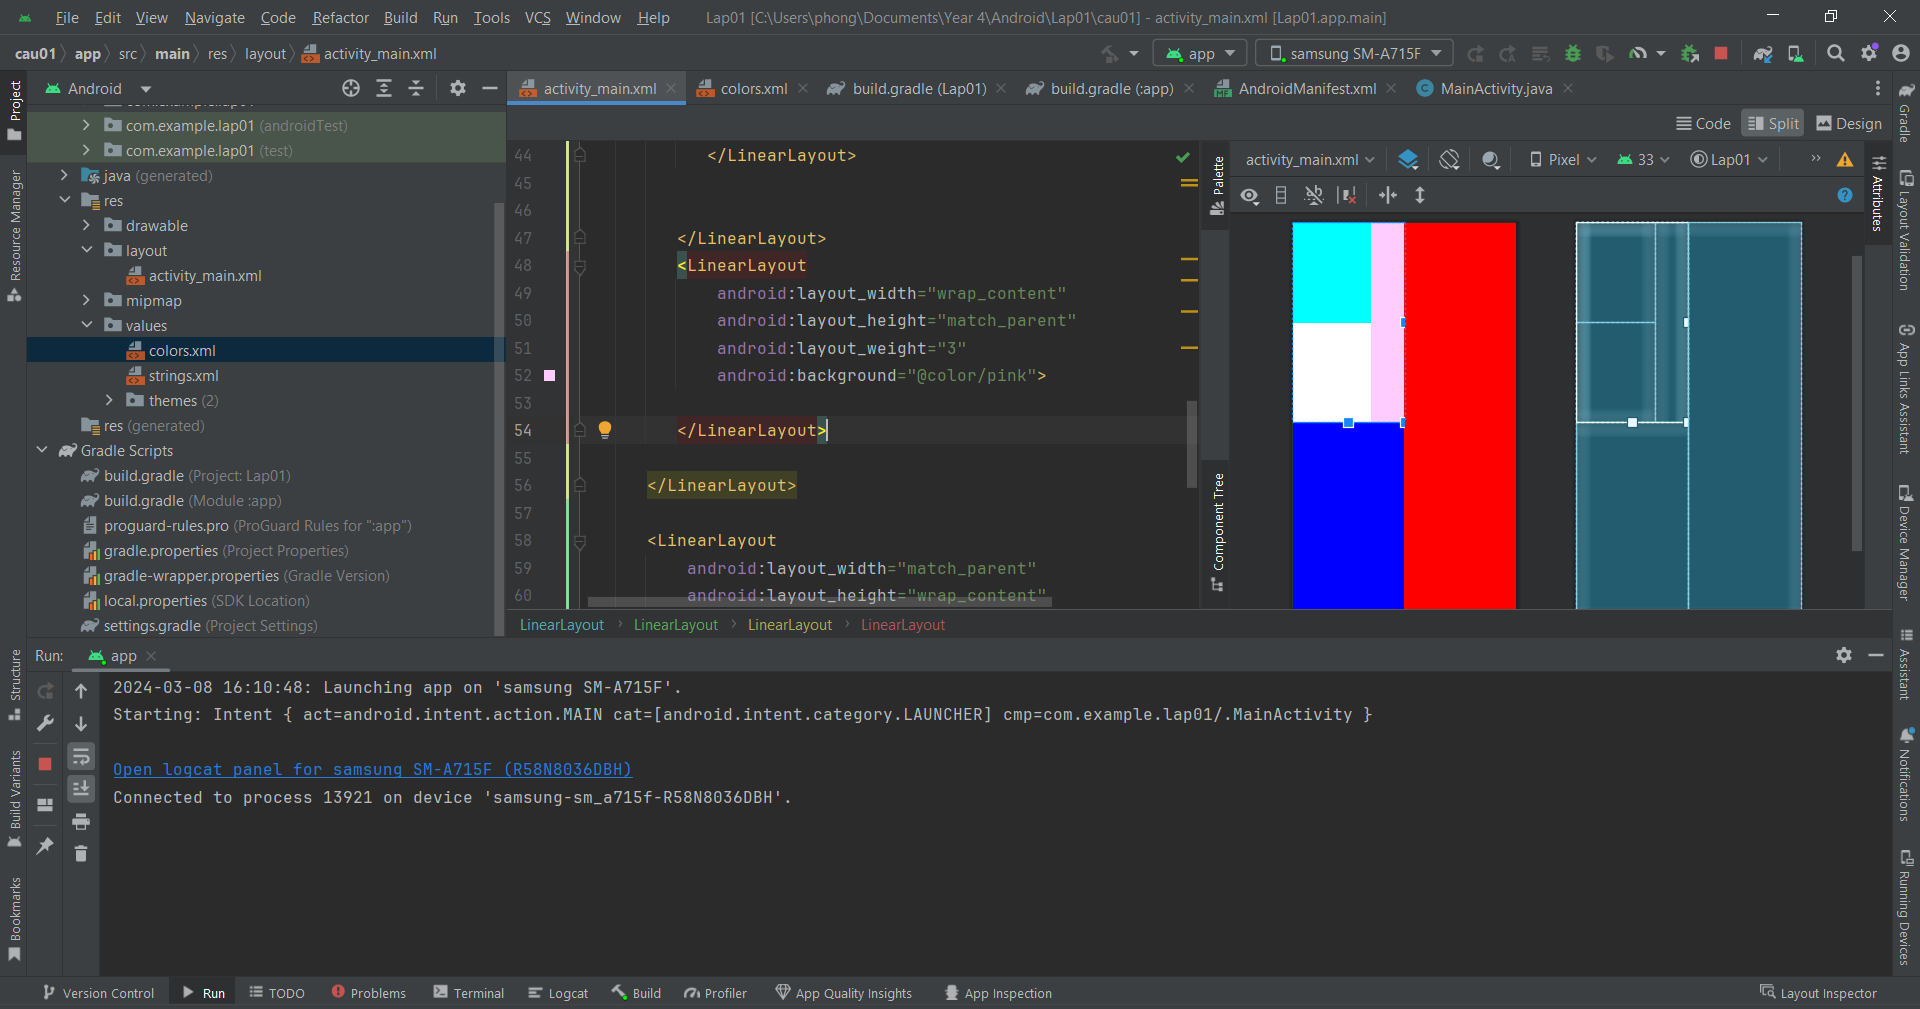 File Edit View Navigate Code Refactor Build Run Tools VCS Window Help Lap01 [C:\Users\phong\Documents\Year 4\Android\Lap01\cau01] - activity_main.xml [Lap01.app.main]
cau01 app src main res layout activity_main.xml
app samsung SM-A715F
Project
Resource Manager
Structure
Build Variants
Bookmarks
Android
com.example.lap01 (androidTest)
com.example.lap01 (test)
java (generated)
res
drawable
layout
activity_main.xml
mipmap
values
colors.xml
strings.xml
themes (2)
res (generated)
Gradle Scripts
build.gradle (Project: Lap01)
build.gradle (Module :app)
proguard-rules.pro (ProGuard Rules for ":app")
gradle.properties (Project Properties)
gradle-wrapper.properties (Gradle Version)
local.properties (SDK Location)
settings.gradle (Project Settings)
activity_main.xml colors.xml build.gradle (Lap01) build.gradle (:app) AndroidManifest.xml MainActivity.java
Code Split Design
44 </LinearLayout>
45
46
47 </LinearLayout>
48 <LinearLayout
49 android:layout_width="wrap_content"
50 android:layout_height="match_parent"
51 android:layout_weight="3"
52 android:background="@color/pink">
53
54 </LinearLayout>
55
56 </LinearLayout>
57
58 <LinearLayout
59 android:layout_width="match_parent"
60 android:layout_height="wrap_content"
LinearLayout LinearLayout LinearLayout LinearLayout
Palette
Component Tree
activity_main.xml Pixel 33 Lap01
Attributes
Gradle
Layout Validation
App Links Assistant
Device Manager
Assistant
Notifications
Running Devices
Run: app
2024-03-08 16:10:48: Launching app on 'samsung SM-A715F'.
Starting: Intent { act=android.intent.action.MAIN cat=[android.intent.category.LAUNCHER] cmp=com.example.lap01/.MainActivity }
Open logcat panel for samsung SM-A715F (R58N8036DBH)
Connected to process 13921 on device 'samsung-sm_a715f-R58N8036DBH'.
Version Control Run TODO Problems Terminal Logcat Build Profiler App Quality Insights App Inspection Layout Inspector